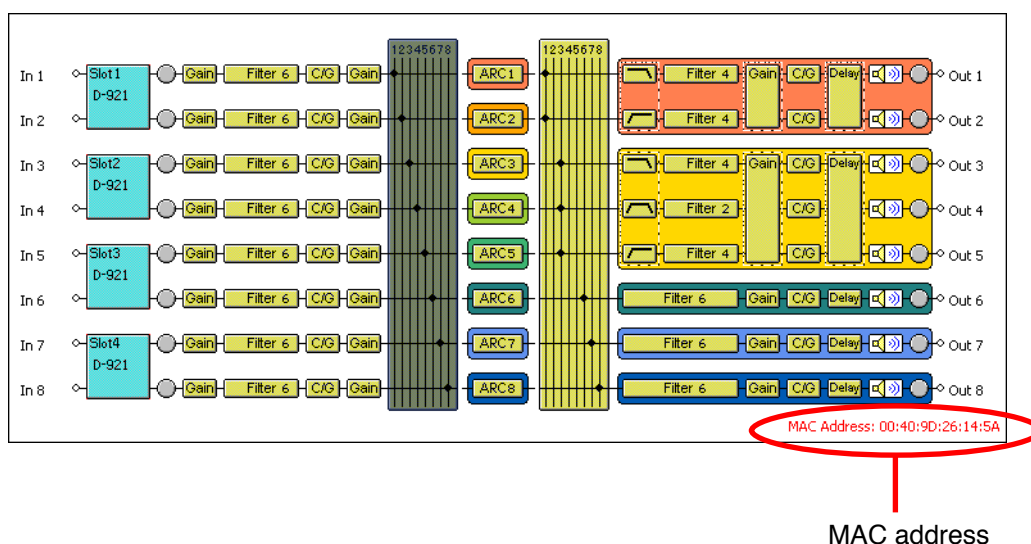 12345678 12345678
In 1 Slot1 Gain Filter 6 C/G Gain ARC1 Filter 4 Gain C/G Delay Out 1
D-921
In 2 Gain Filter 6 C/G Gain ARC2 Filter 4 C/G Out 2
In 3 Slot2 Gain Filter 6 C/G Gain ARC3 Filter 4 Gain C/G Delay Out 3
D-921
In 4 Gain Filter 6 C/G Gain ARC4 Filter 2 C/G Out 4
In 5 Slot3 Gain Filter 6 C/G Gain ARC5 Filter 4 C/G Out 5
D-921
In 6 Gain Filter 6 C/G Gain ARC6 Filter 6 Gain C/G Delay Out 6
In 7 Slot4 Gain Filter 6 C/G Gain ARC7 Filter 6 Gain C/G Delay Out 7
D-921
In 8 Gain Filter 6 C/G Gain ARC8 Filter 6 Gain C/G Delay Out 8
MAC Address: 00:40:9D:26:14:5A
MAC address